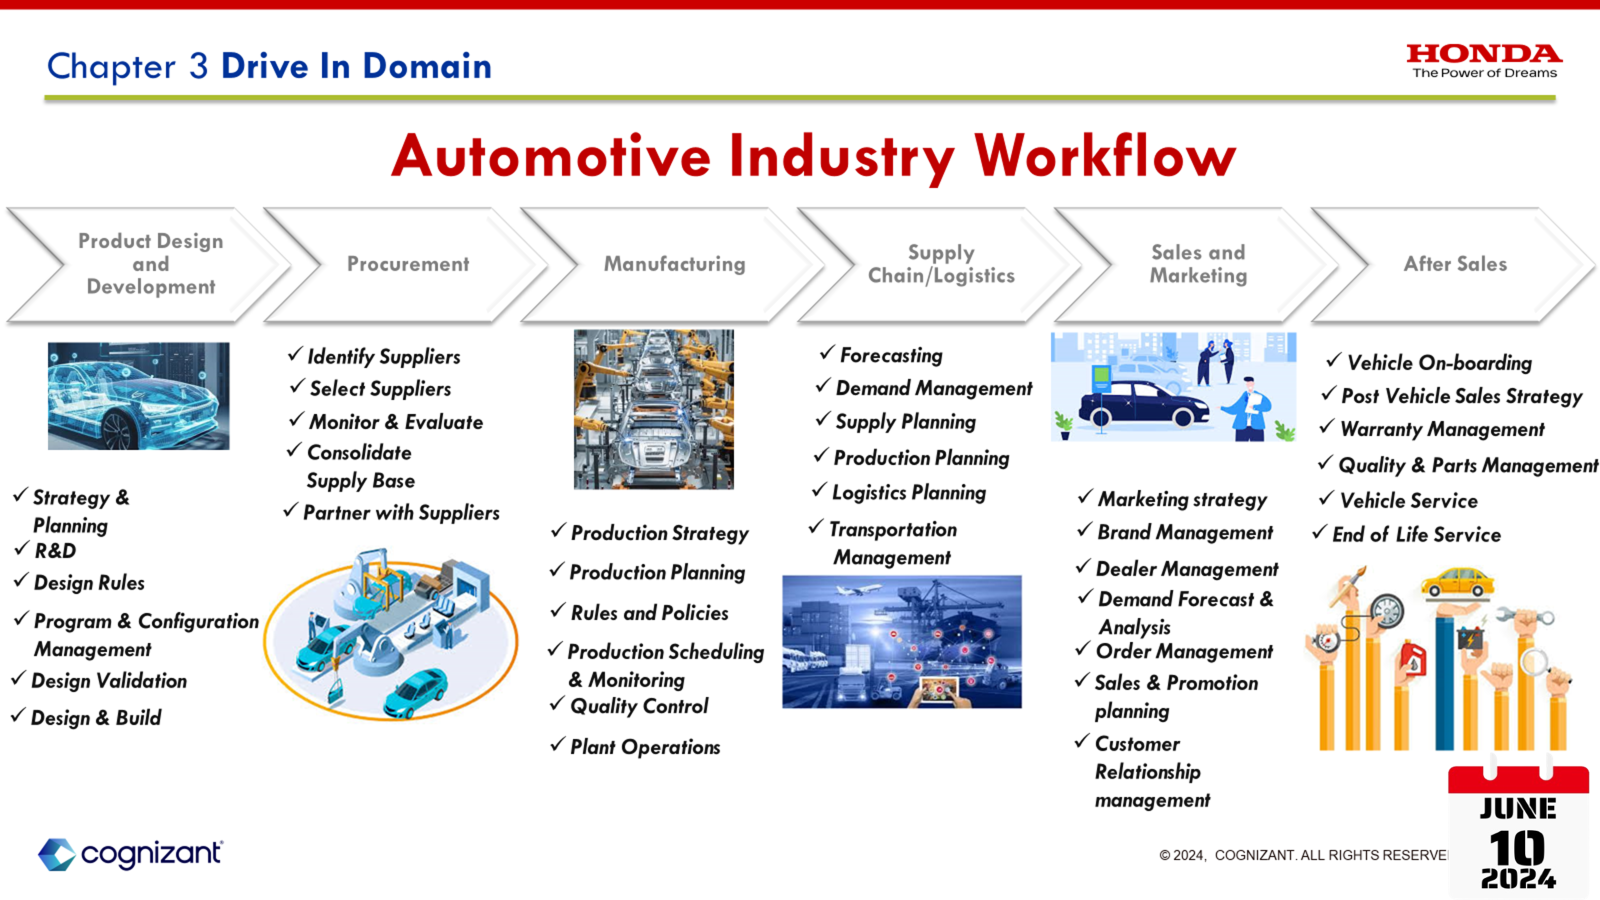 Chapter 3 Drive In Domain
HONDA
The Power of Dreams
Automotive Industry Workflow
Product Design
and
Development
Procurement
Manufacturing
Supply
Chain/Logistics
Sales and
Marketing
After Sales
✓ Strategy &
Planning
✓ R&D
✓ Design Rules
✓ Program & Configuration
Management
✓ Design Validation
✓ Design & Build
✓ Identify Suppliers
✓ Select Suppliers
✓ Monitor & Evaluate
✓ Consolidate
Supply Base
✓ Partner with Suppliers
✓ Production Strategy
✓ Production Planning
✓ Rules and Policies
✓ Production Scheduling
& Monitoring
✓ Quality Control
✓ Plant Operations
✓ Forecasting
✓ Demand Management
✓ Supply Planning
✓ Production Planning
✓ Logistics Planning
✓ Transportation
Management
✓ Marketing strategy
✓ Brand Management
✓ Dealer Management
✓ Demand Forecast &
Analysis
✓ Order Management
✓ Sales & Promotion
planning
✓ Customer
Relationship
management
✓ Vehicle On-boarding
✓ Post Vehicle Sales Strategy
✓ Warranty Management
✓ Quality & Parts Management
✓ Vehicle Service
✓ End of Life Service
cognizant
© 2024, COGNIZANT. ALL RIGHTS RESERVE
JUNE
10
2024